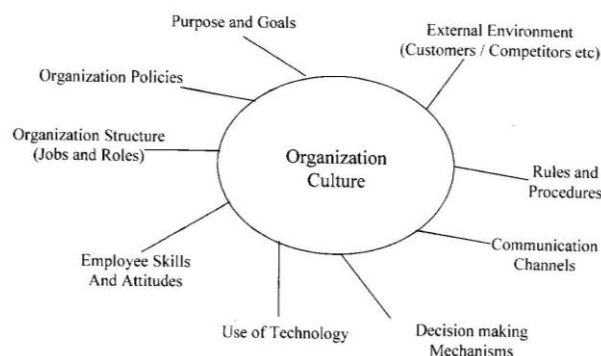 Purpose and Goals
External Environment
(Customers / Competitors etc)
Organization Policies
Organization Structure
(Jobs and Roles)
Organization
Culture
Rules and
Procedures
Communication
Channels
Employee Skills
And Attitudes
Use of Technology
Decision making
Mechanisms